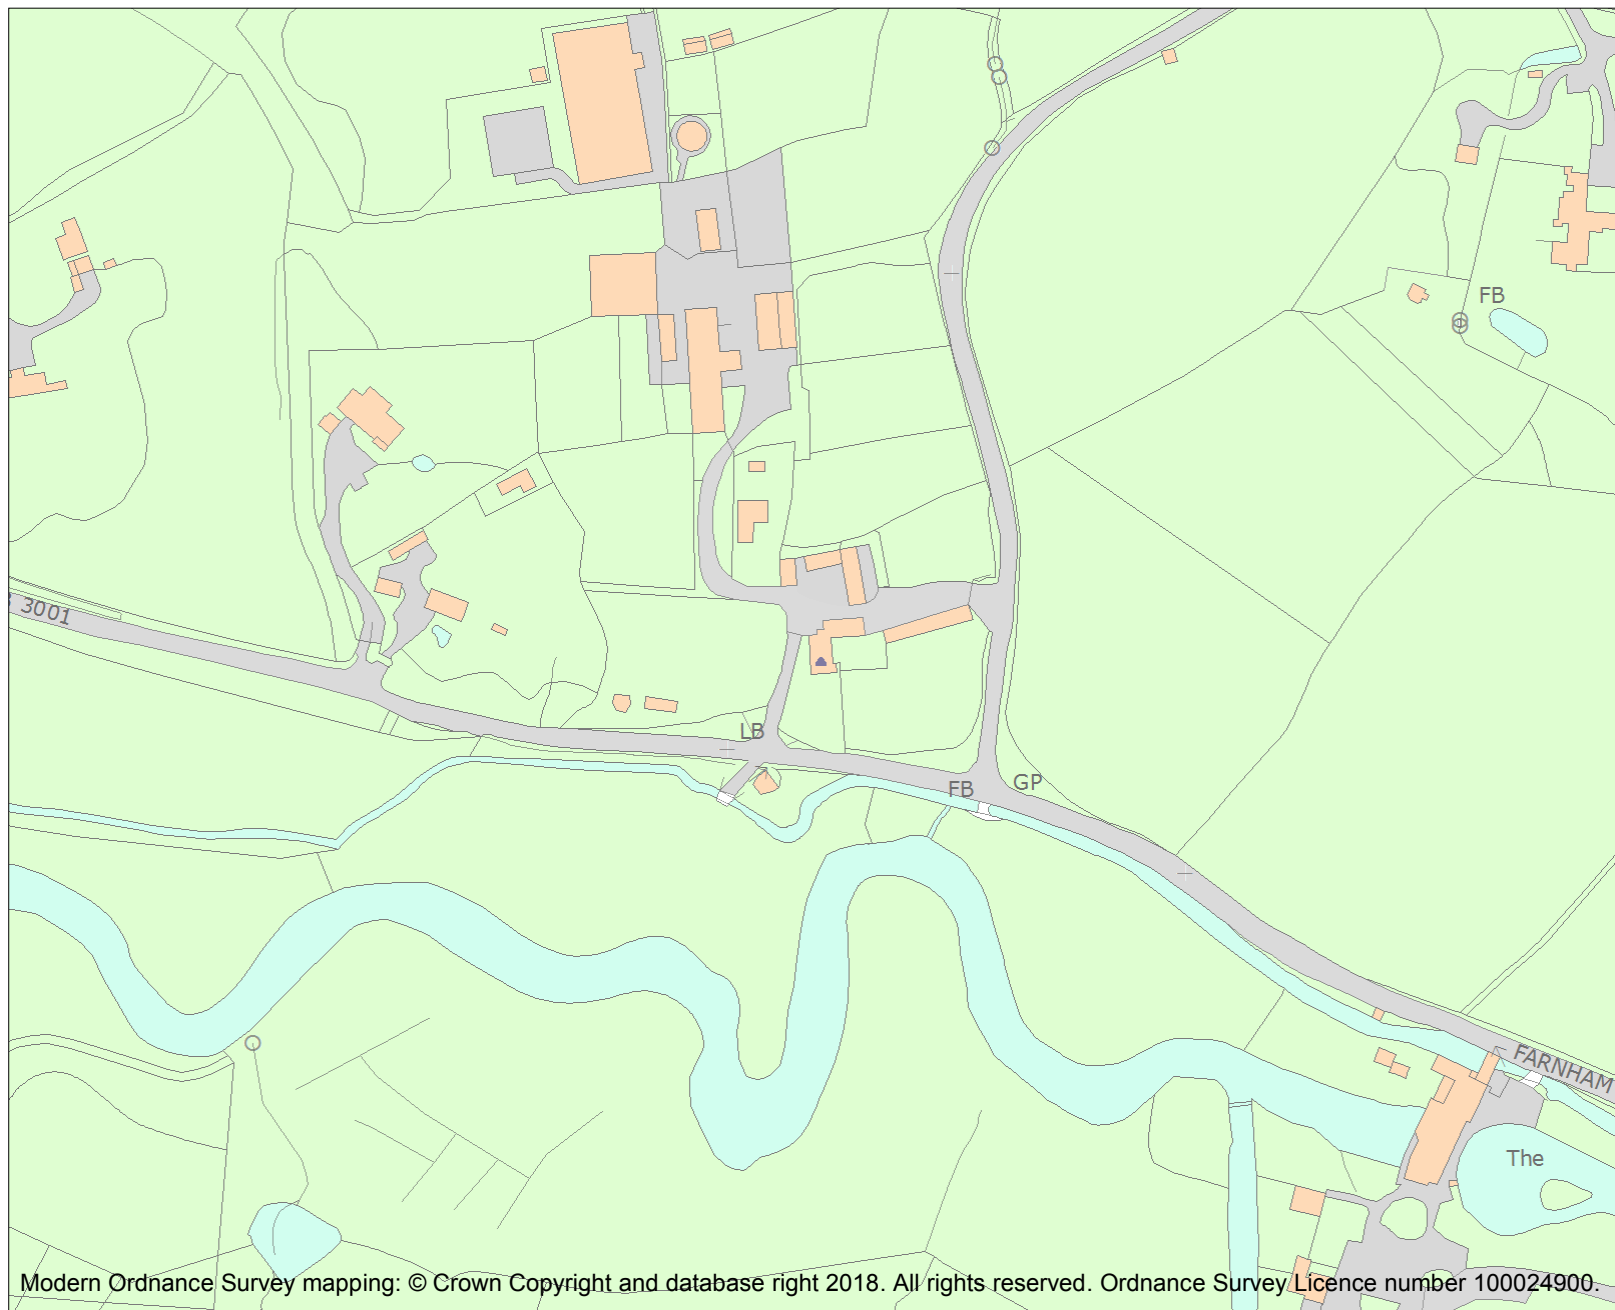 FB
3001
LB
GP
FB
FARNHAM
The
Modern Ordnance Survey mapping: © Crown Copyright and database right 2018. All rights reserved. Ordnance Survey Licence number 100024900.